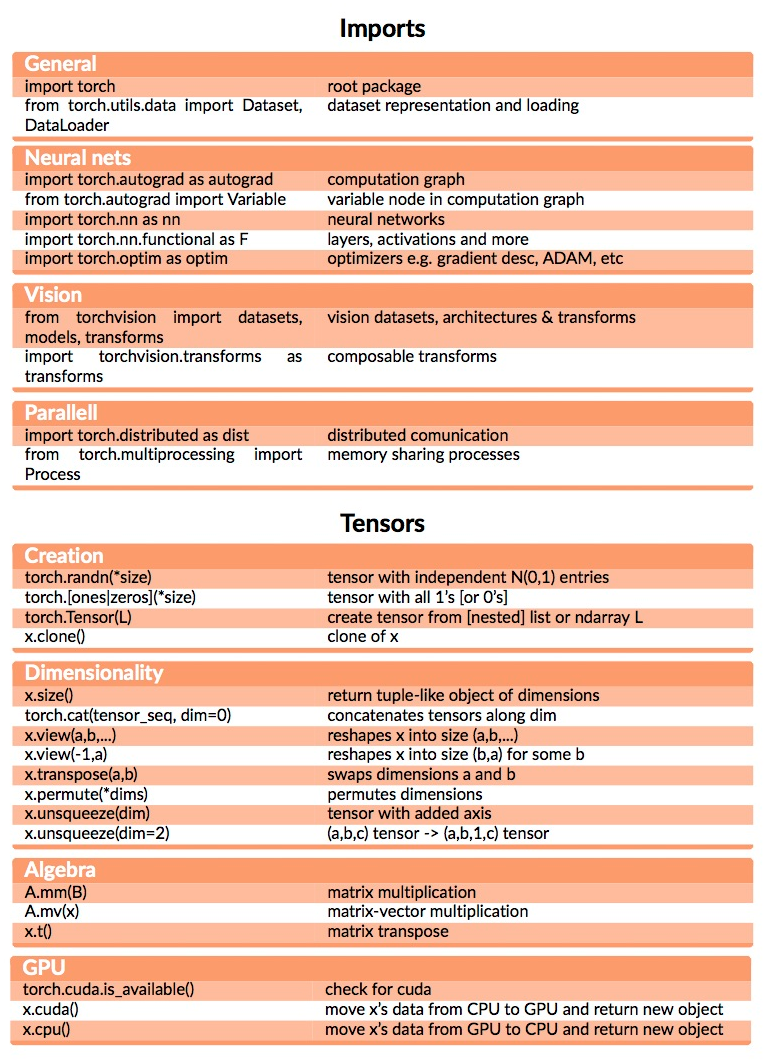 Imports
General
import torch root package
from torch.utils.data import Dataset, dataset representation and loading
DataLoader
Neural nets
import torch.autograd as autograd computation graph
from torch.autograd import Variable variable node in computation graph
import torch.nn as nn neural networks
import torch.nn.functional as F layers, activations and more
import torch.optim as optim optimizers e.g. gradient desc, ADAM, etc
Vision
from torchvision import datasets, vision datasets, architectures & transforms
models, transforms
import torchvision.transforms as composable transforms
transforms
Parallell
import torch.distributed as dist distributed comunication
from torch.multiprocessing import memory sharing processes
Process
Tensors
Creation
torch.randn(*size) tensor with independent N(0,1) entries
torch.[ones|zeros](*size) tensor with all 1's [or 0's]
torch.Tensor(L) create tensor from [nested] list or ndarray L
x.clone() clone of x
Dimensionality
x.size() return tuple-like object of dimensions
torch.cat(tensor_seq, dim=0) concatenates tensors along dim
x.view(a,b,...) reshapes x into size (a,b,...)
x.view(-1,a) reshapes x into size (b,a) for some b
x.transpose(a,b) swaps dimensions a and b
x.permute(*dims) permutes dimensions
x.unsqueeze(dim) tensor with added axis
x.unsqueeze(dim=2) (a,b,c) tensor -> (a,b,1,c) tensor
Algebra
A.mm(B) matrix multiplication
A.mv(x) matrix-vector multiplication
x.t() matrix transpose
GPU
torch.cuda.is_available() check for cuda
x.cuda() move x's data from CPU to GPU and return new object
x.cpu() move x's data from GPU to CPU and return new object